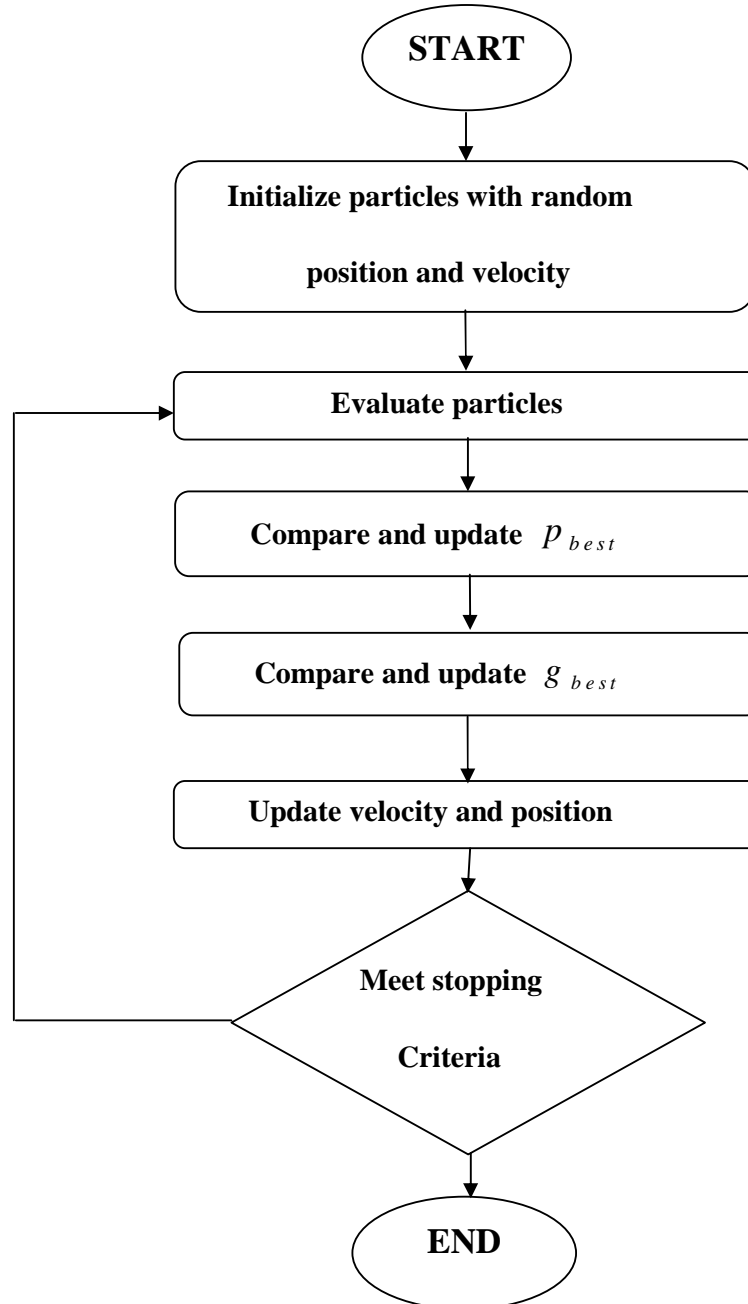 START
Initialize particles with random
position and velocity
Evaluate particles
Compare and update p best
Compare and update g best
Update velocity and position
Meet stopping
Criteria
END